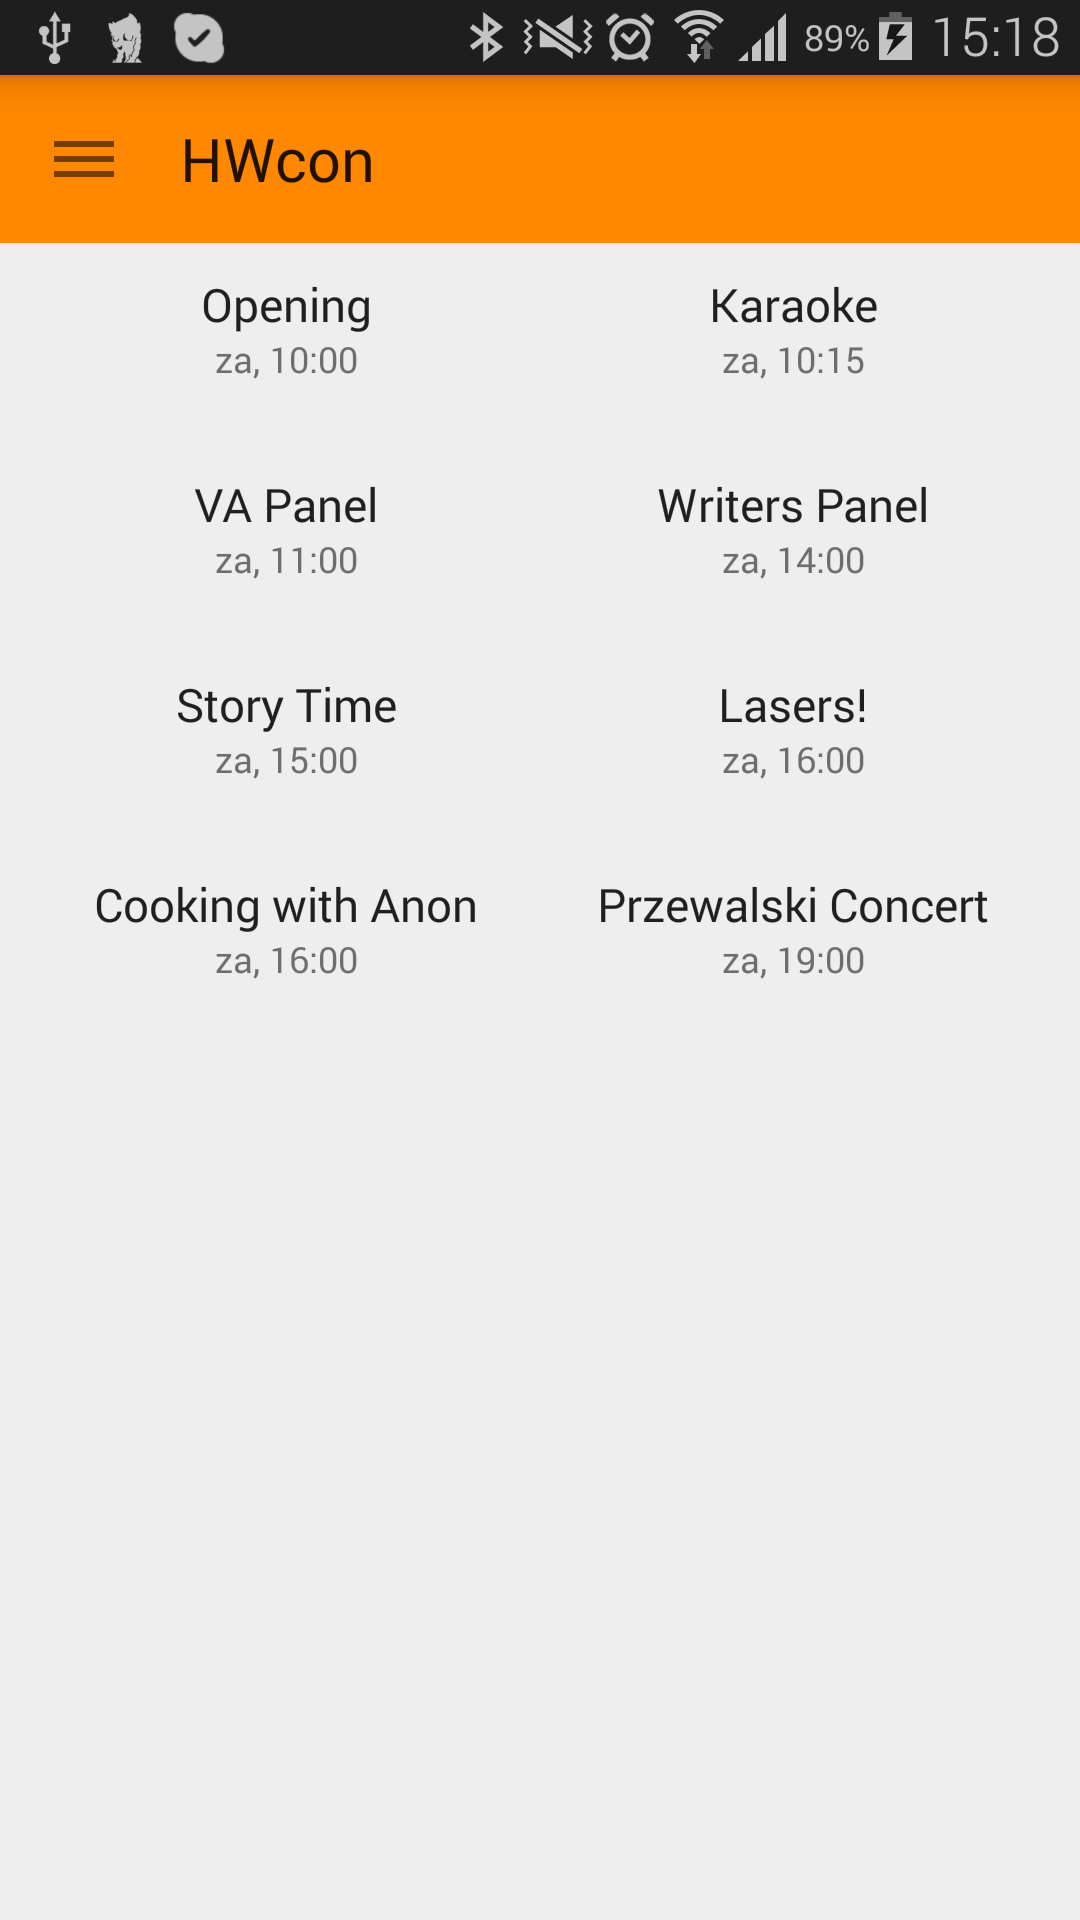 89% 15:18
HWcon
Opening
za, 10:00
Karaoke
za, 10:15
VA Panel
za, 11:00
Writers Panel
za, 14:00
Story Time
za, 15:00
Lasers!
za, 16:00
Cooking with Anon
za, 16:00
Przewalski Concert
za, 19:00